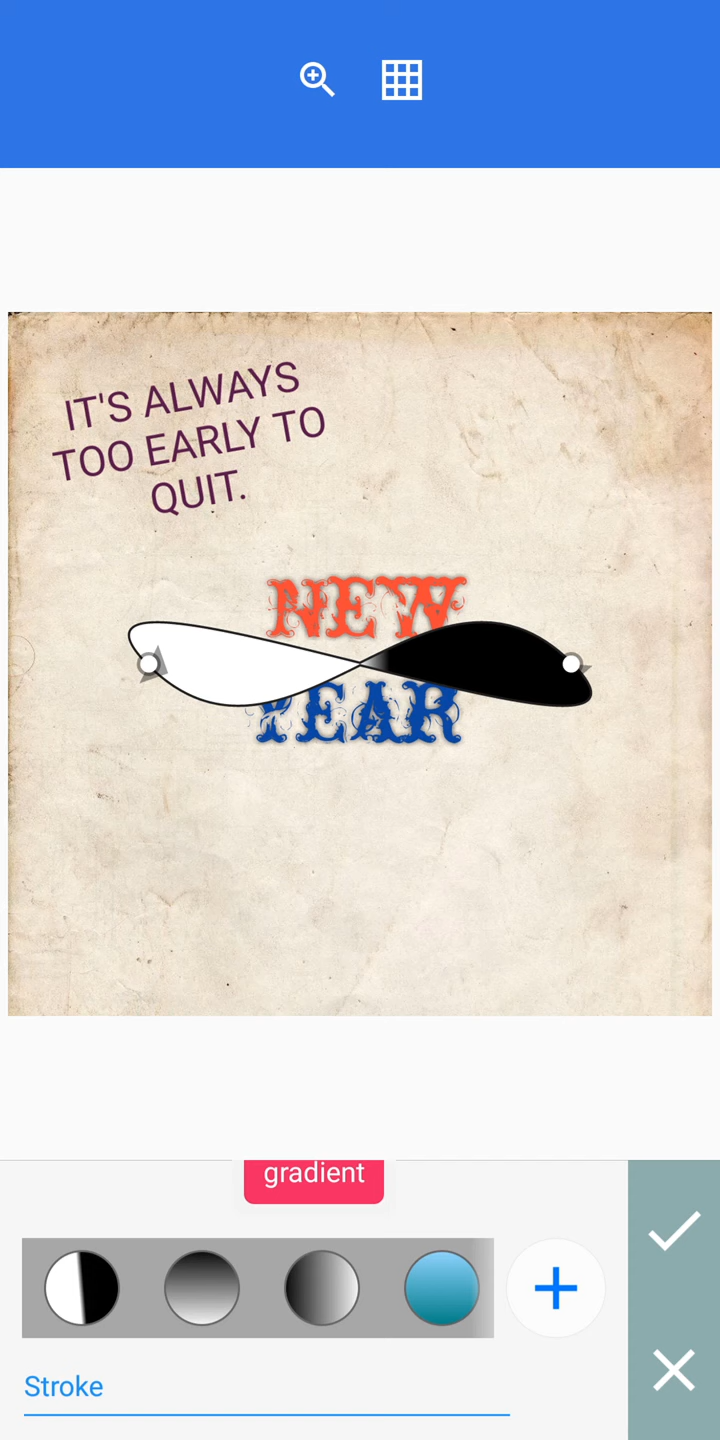 IT'S ALWAYS
TOO EARLY TO
QUIT.
NEW
YEAR
gradient
Stroke